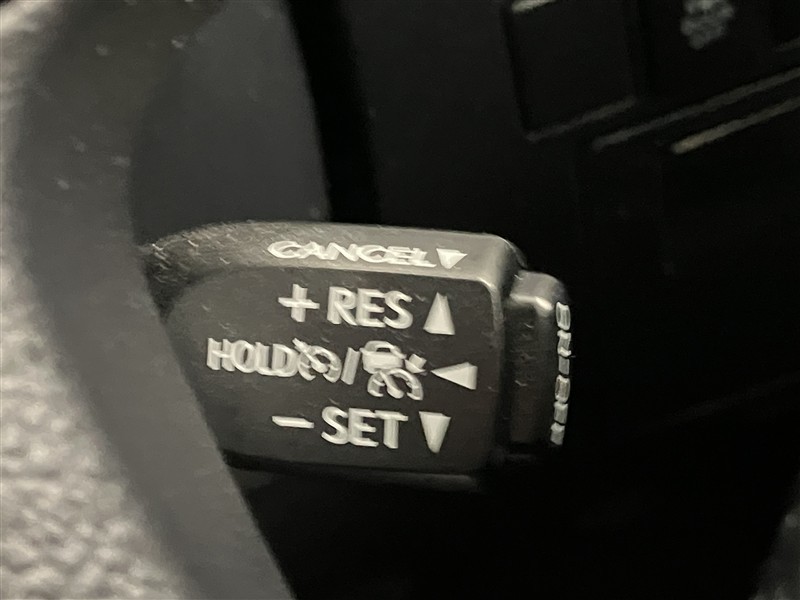 CANCEL▼
+ RES ▲
HOLD / ◀
− SET ▼